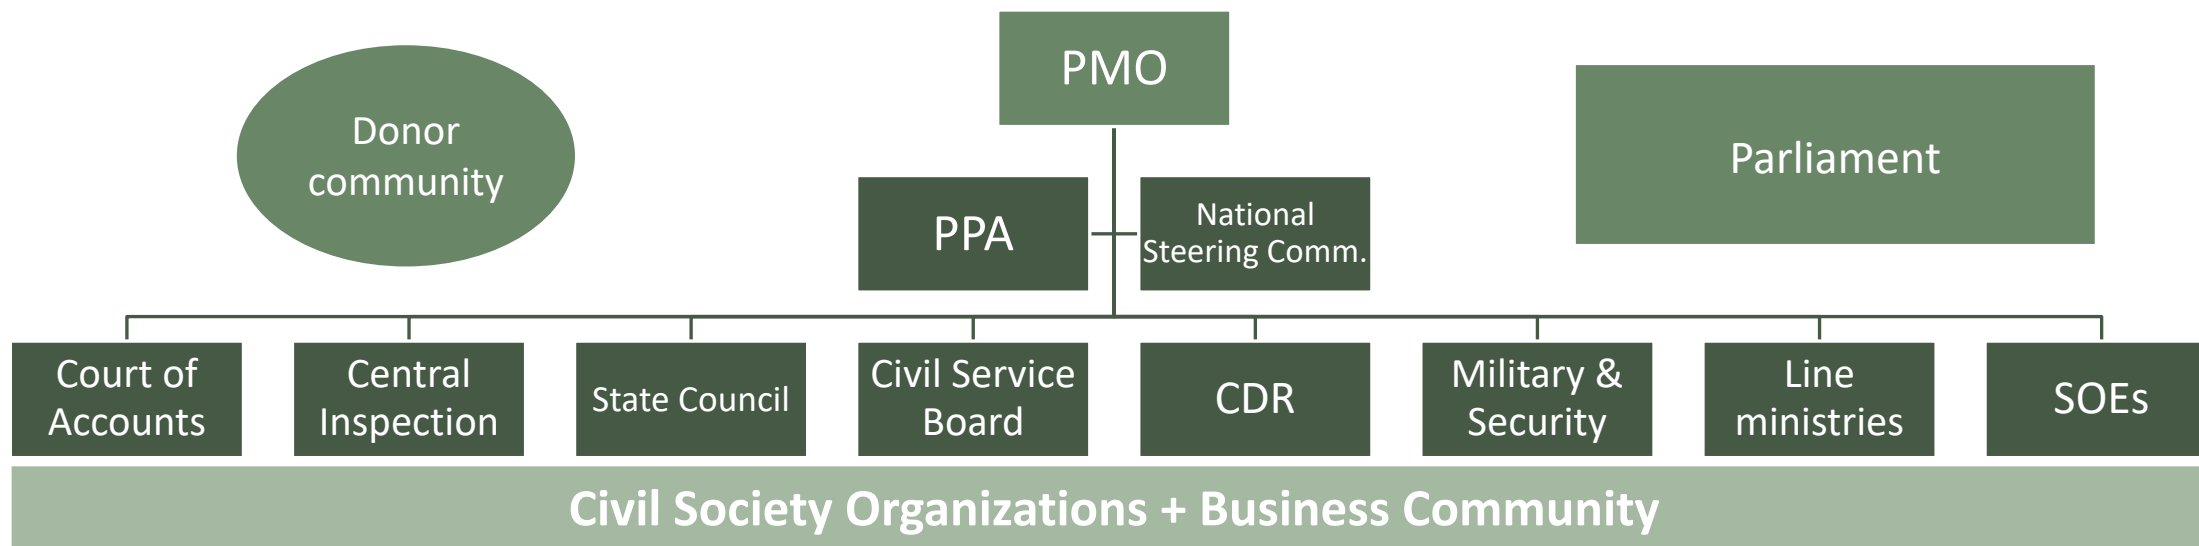 PMO
Donor
community
Parliament
PPA
National
Steering Comm.
Court of
Accounts
Central
Inspection
State Council
Civil Service
Board
CDR
Military &
Security
Line
ministries
SOEs
Civil Society Organizations + Business Community